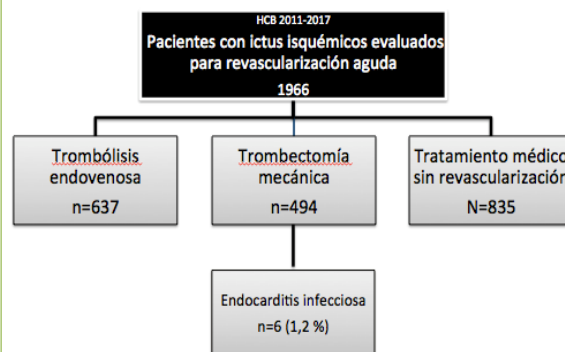 HCB 2011-2017
Pacientes con ictus isquémicos evaluados
para revascularización aguda
1966
Trombólisis
endovenosa
n=637
Trombectomía
mecánica
n=494
Tratamiento médico
sin revascularización
N=835
Endocarditis infecciosa
n=6 (1,2 %)